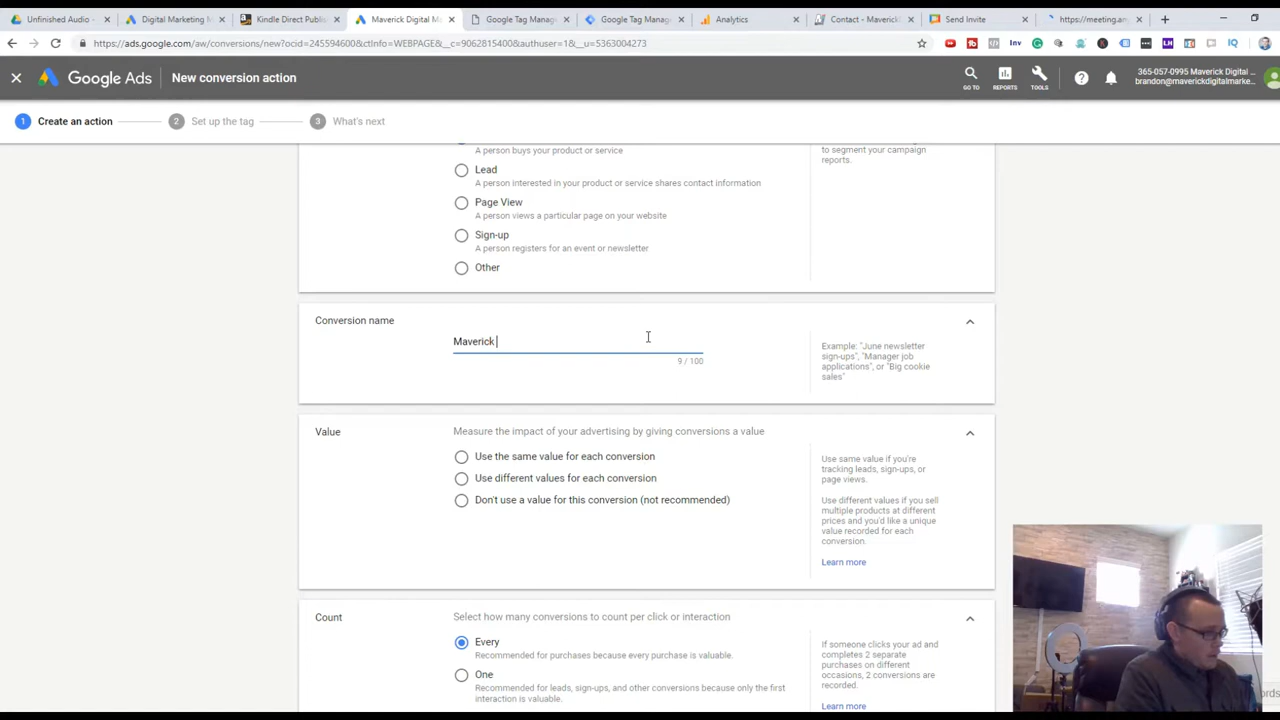 Unfinished Audio -
Digital Marketing M
Kindle Direct Publi
Maverick Digital M
Google Tag Manag
Google Tag Mana
Analytics
Contact - Maverick
Send Invite
https://meeting.am
https://ads.google.com/aw/conversions/new?ocid=245594600&ctInfo=WEBPAGE&__c=9062815400&authuser=1&__u=5363004273
Inv
LH
IQ
Google Ads
New conversion action
GO TO
REPORTS
TOOLS
365-057-0995 Maverick Digital ...
brandon@maverickdigitalmarke...
1 Create an action
2 Set up the tag
3 What's next
A person buys your product or service
to segment your campaign
reports.
Lead
A person interested in your product or service shares contact information
Page View
A person views a particular page on your website
Sign-up
A person registers for an event or newsletter
Other
Conversion name
Maverick
9 / 100
Example: "June newsletter
sign-ups", "Manager job
applications", or "Big cookie
sales"
Value
Measure the impact of your advertising by giving conversions a value
Use the same value for each conversion
Use different values for each conversion
Don't use a value for this conversion (not recommended)
Use same value if you're
tracking leads, sign-ups, or
page views.
Use different values if you sell
multiple products at different
prices and you'd like a unique
value recorded for each
conversion.
Learn more
Count
Select how many conversions to count per click or interaction
Every
Recommended for purchases because every purchase is valuable.
One
Recommended for leads, sign-ups, and other conversions because only the first
interaction is valuable.
If someone clicks your ad and
completes 2 separate
purchases on different
occasions, 2 conversions are
recorded.
Learn more
ords